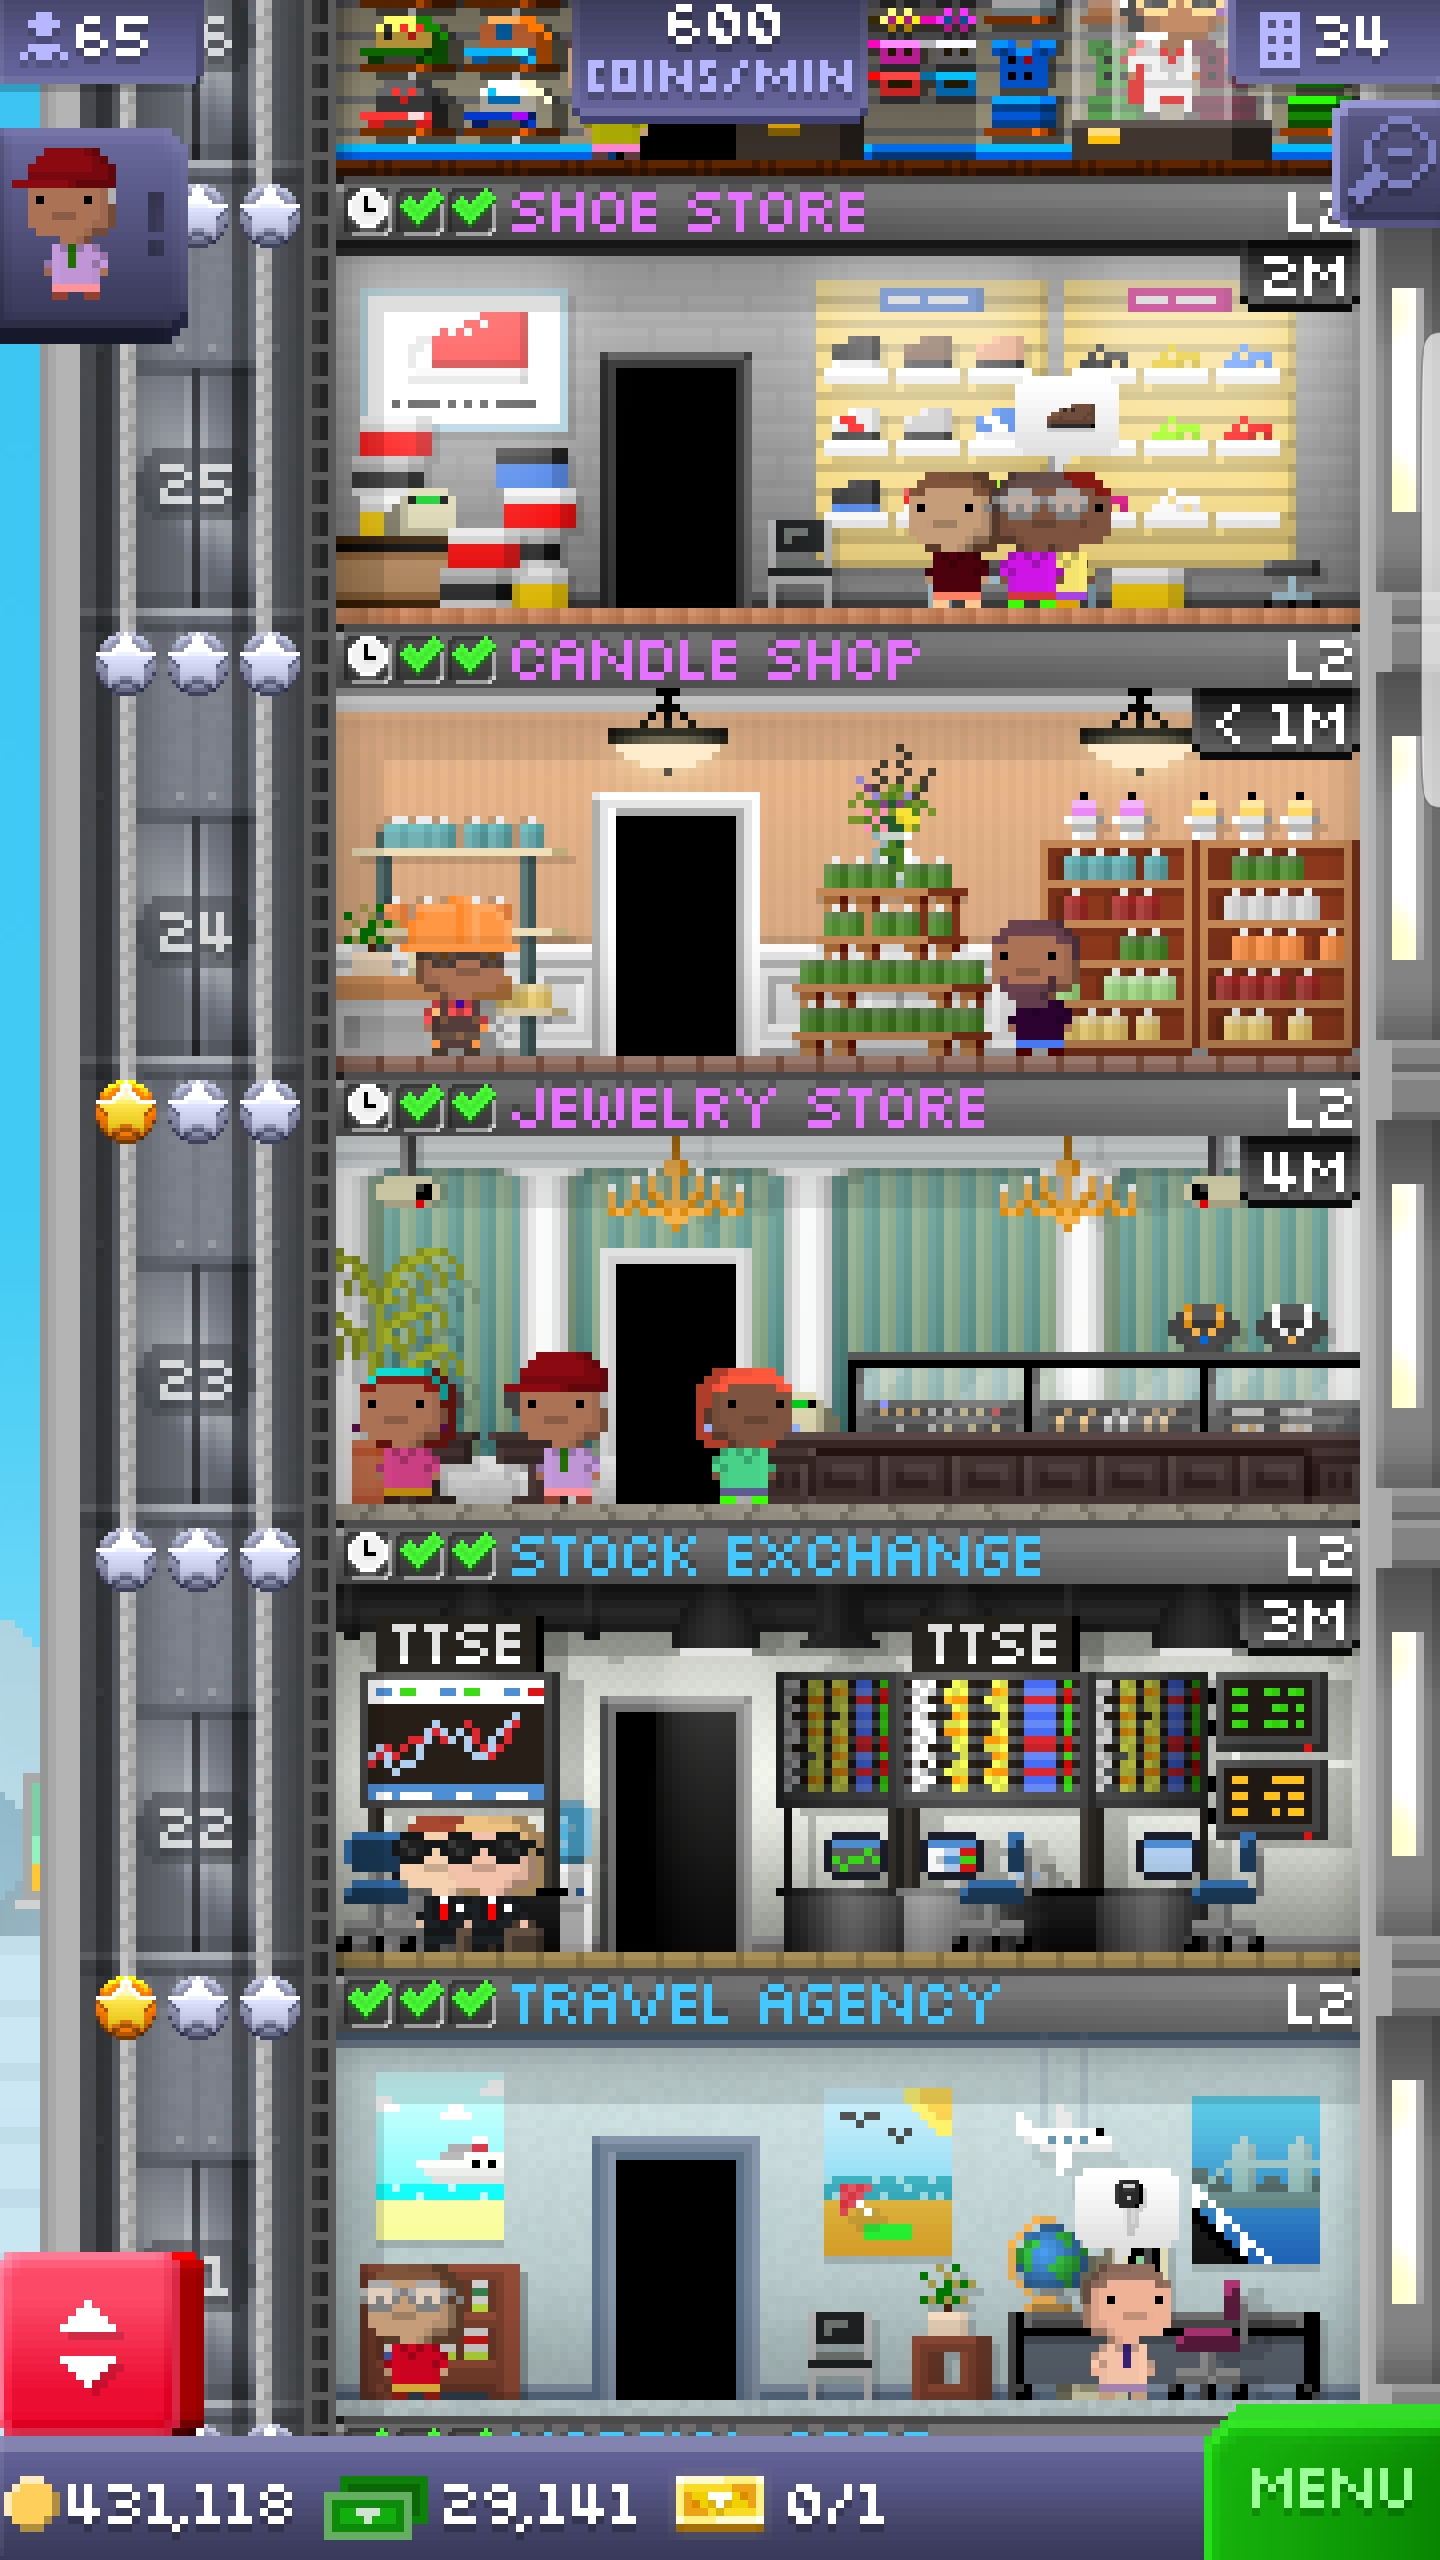 65
600
COINS/MIN
34
SHOE STORE
L2
2M
25
CANDLE SHOP
L2
< 1M
24
JEWELRY STORE
L2
4M
23
STOCK EXCHANGE
L2
3M
TTSE
TTSE
22
TRAVEL AGENCY
L2
431,118
29,141
0/1
MENU